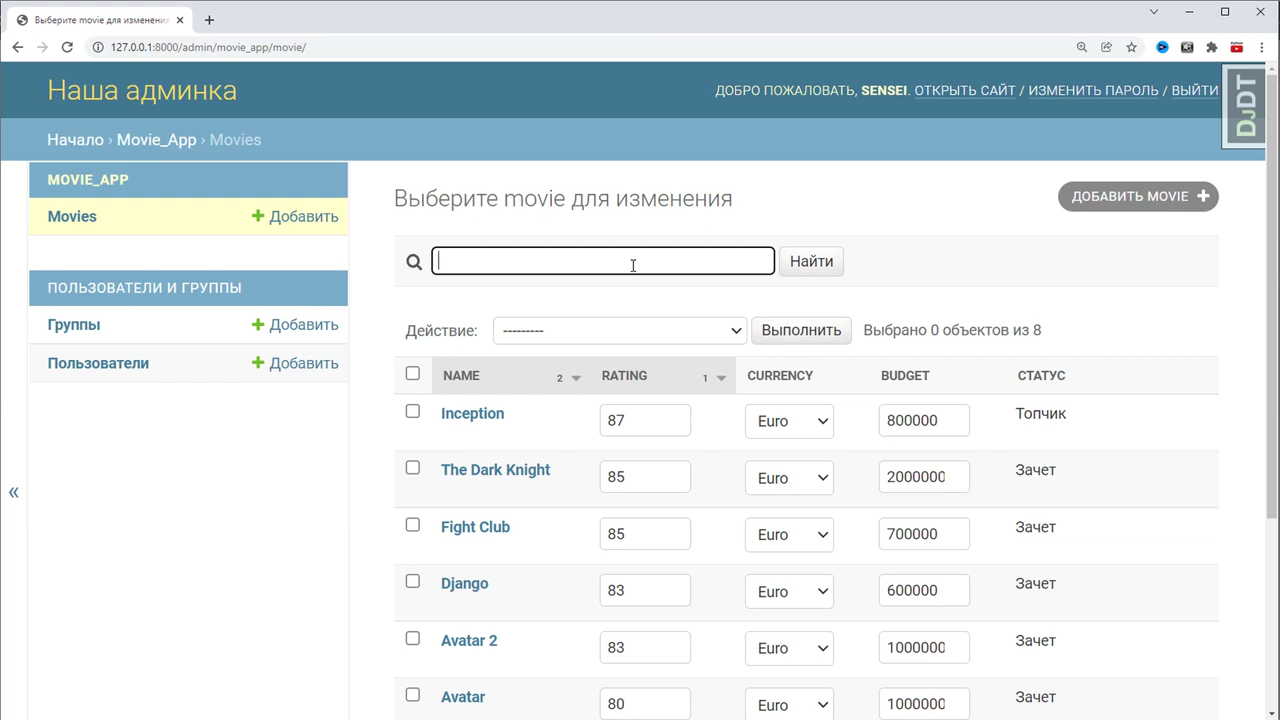 Выберите movie для изменени
127.0.0.1:8000/admin/movie_app/movie/
Наша админка
ДОБРО ПОЖАЛОВАТЬ, SENSEI. ОТКРЫТЬ САЙТ / ИЗМЕНИТЬ ПАРОЛЬ / ВЫЙТИ
DJDT
Начало › Movie_App › Movies
MOVIE_APP
Movies
Добавить
ПОЛЬЗОВАТЕЛИ И ГРУППЫ
Группы
Добавить
Пользователи
Добавить
«
Выберите movie для изменения
ДОБАВИТЬ MOVIE
Найти
Действие: --------- Выполнить Выбрано 0 объектов из 8
NAME 2 RATING 1 CURRENCY BUDGET СТАТУС
Inception 87 Euro 800000 Топчик
The Dark Knight 85 Euro 2000000 Зачет
Fight Club 85 Euro 700000 Зачет
Django 83 Euro 600000 Зачет
Avatar 2 83 Euro 1000000 Зачет
Avatar 80 Euro 1000000 Зачет